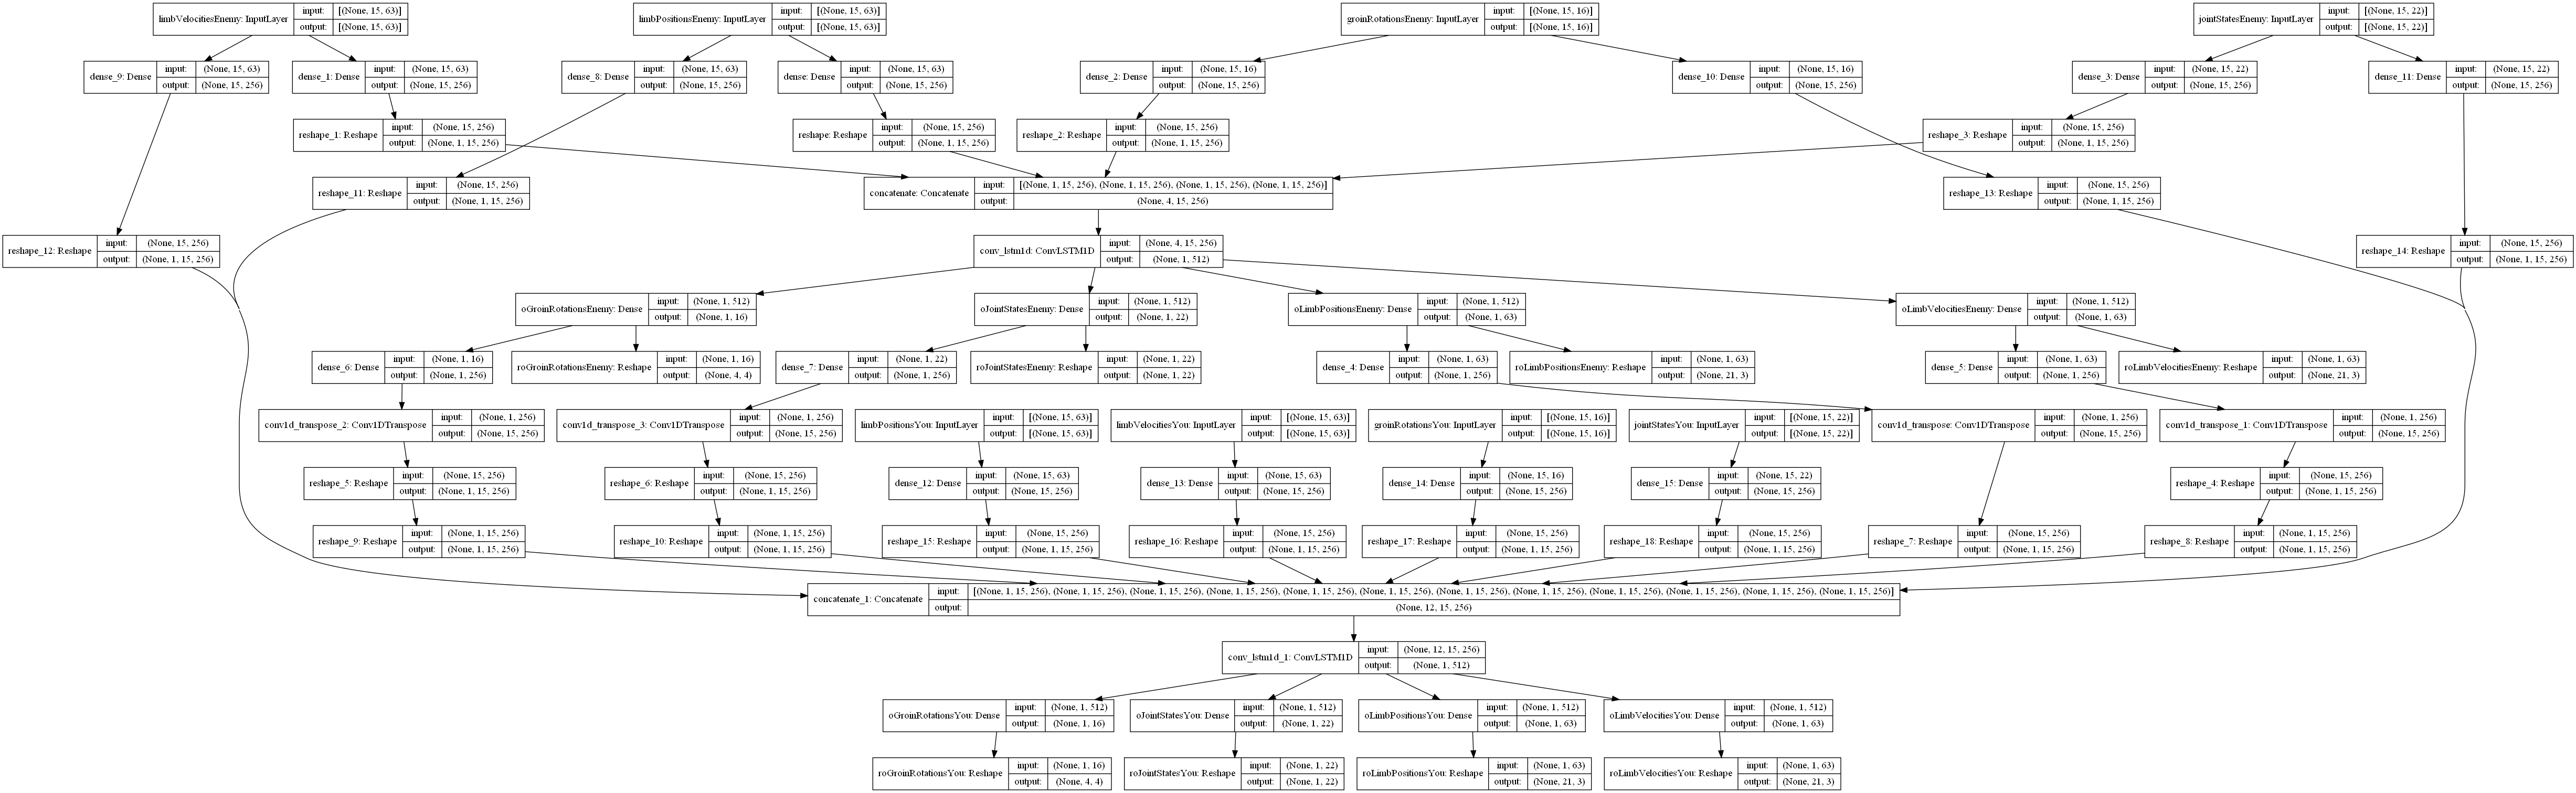 limbVelocitiesEnemy: InputLayer input: [(None, 15, 63)] output: [(None, 15, 63)]
limbPositionsEnemy: InputLayer input: [(None, 15, 63)] output: [(None, 15, 63)]
groinRotationsEnemy: InputLayer input: [(None, 15, 16)] output: [(None, 15, 16)]
jointStatesEnemy: InputLayer input: [(None, 15, 22)] output: [(None, 15, 22)]
dense_9: Dense input: (None, 15, 63) output: (None, 15, 256)
dense_1: Dense input: (None, 15, 63) output: (None, 15, 256)
dense_8: Dense input: (None, 15, 63) output: (None, 15, 256)
dense: Dense input: (None, 15, 63) output: (None, 15, 256)
dense_2: Dense input: (None, 15, 16) output: (None, 15, 256)
dense_10: Dense input: (None, 15, 16) output: (None, 15, 256)
dense_3: Dense input: (None, 15, 22) output: (None, 15, 256)
dense_11: Dense input: (None, 15, 22) output: (None, 15, 256)
reshape_1: Reshape input: (None, 15, 256) output: (None, 1, 15, 256)
reshape: Reshape input: (None, 15, 256) output: (None, 1, 15, 256)
reshape_2: Reshape input: (None, 15, 256) output: (None, 1, 15, 256)
reshape_3: Reshape input: (None, 15, 256) output: (None, 1, 15, 256)
reshape_11: Reshape input: (None, 15, 256) output: (None, 1, 15, 256)
concatenate: Concatenate input: [(None, 1, 15, 256), (None, 1, 15, 256), (None, 1, 15, 256), (None, 1, 15, 256)] output: (None, 4, 15, 256)
reshape_13: Reshape input: (None, 15, 256) output: (None, 1, 15, 256)
reshape_12: Reshape input: (None, 15, 256) output: (None, 1, 15, 256)
conv_lstm1d: ConvLSTM1D input: (None, 4, 15, 256) output: (None, 1, 512)
reshape_14: Reshape input: (None, 15, 256) output: (None, 1, 15, 256)
oGroinRotationsEnemy: Dense input: (None, 1, 512) output: (None, 1, 16)
oJointStatesEnemy: Dense input: (None, 1, 512) output: (None, 1, 22)
oLimbPositionsEnemy: Dense input: (None, 1, 512) output: (None, 1, 63)
oLimbVelocitiesEnemy: Dense input: (None, 1, 512) output: (None, 1, 63)
dense_6: Dense input: (None, 1, 16) output: (None, 1, 256)
roGroinRotationsEnemy: Reshape input: (None, 1, 16) output: (None, 4, 4)
dense_7: Dense input: (None, 1, 22) output: (None, 1, 256)
roJointStatesEnemy: Reshape input: (None, 1, 22) output: (None, 1, 22)
dense_4: Dense input: (None, 1, 63) output: (None, 1, 256)
roLimbPositionsEnemy: Reshape input: (None, 1, 63) output: (None, 21, 3)
dense_5: Dense input: (None, 1, 63) output: (None, 1, 256)
roLimbVelocitiesEnemy: Reshape input: (None, 1, 63) output: (None, 21, 3)
conv1d_transpose_2: Conv1DTranspose input: (None, 1, 256) output: (None, 15, 256)
conv1d_transpose_3: Conv1DTranspose input: (None, 1, 256) output: (None, 15, 256)
limbPositionsYou: InputLayer input: [(None, 15, 63)] output: [(None, 15, 63)]
limbVelocitiesYou: InputLayer input: [(None, 15, 63)] output: [(None, 15, 63)]
groinRotationsYou: InputLayer input: [(None, 15, 16)] output: [(None, 15, 16)]
jointStatesYou: InputLayer input: [(None, 15, 22)] output: [(None, 15, 22)]
conv1d_transpose: Conv1DTranspose input: (None, 1, 256) output: (None, 15, 256)
conv1d_transpose_1: Conv1DTranspose input: (None, 1, 256) output: (None, 15, 256)
reshape_5: Reshape input: (None, 15, 256) output: (None, 1, 15, 256)
reshape_6: Reshape input: (None, 15, 256) output: (None, 1, 15, 256)
dense_12: Dense input: (None, 15, 63) output: (None, 15, 256)
dense_13: Dense input: (None, 15, 63) output: (None, 15, 256)
dense_14: Dense input: (None, 15, 16) output: (None, 15, 256)
dense_15: Dense input: (None, 15, 22) output: (None, 15, 256)
reshape_4: Reshape input: (None, 15, 256) output: (None, 1, 15, 256)
reshape_9: Reshape input: (None, 1, 15, 256) output: (None, 1, 15, 256)
reshape_10: Reshape input: (None, 1, 15, 256) output: (None, 1, 15, 256)
reshape_15: Reshape input: (None, 15, 256) output: (None, 1, 15, 256)
reshape_16: Reshape input: (None, 15, 256) output: (None, 1, 15, 256)
reshape_17: Reshape input: (None, 15, 256) output: (None, 1, 15, 256)
reshape_18: Reshape input: (None, 15, 256) output: (None, 1, 15, 256)
reshape_7: Reshape input: (None, 15, 256) output: (None, 1, 15, 256)
reshape_8: Reshape input: (None, 1, 15, 256) output: (None, 1, 15, 256)
concatenate_1: Concatenate input: [(None, 1, 15, 256), (None, 1, 15, 256), (None, 1, 15, 256), (None, 1, 15, 256), (None, 1, 15, 256), (None, 1, 15, 256), (None, 1, 15, 256), (None, 1, 15, 256), (None, 1, 15, 256), (None, 1, 15, 256), (None, 1, 15, 256), (None, 1, 15, 256)] output: (None, 12, 15, 256)
conv_lstm1d_1: ConvLSTM1D input: (None, 12, 15, 256) output: (None, 1, 512)
oGroinRotationsYou: Dense input: (None, 1, 512) output: (None, 1, 16)
oJointStatesYou: Dense input: (None, 1, 512) output: (None, 1, 22)
oLimbPositionsYou: Dense input: (None, 1, 512) output: (None, 1, 63)
oLimbVelocitiesYou: Dense input: (None, 1, 512) output: (None, 1, 63)
roGroinRotationsYou: Reshape input: (None, 1, 16) output: (None, 4, 4)
roJointStatesYou: Reshape input: (None, 1, 22) output: (None, 1, 22)
roLimbPositionsYou: Reshape input: (None, 1, 63) output: (None, 21, 3)
roLimbVelocitiesYou: Reshape input: (None, 1, 63) output: (None, 21, 3)